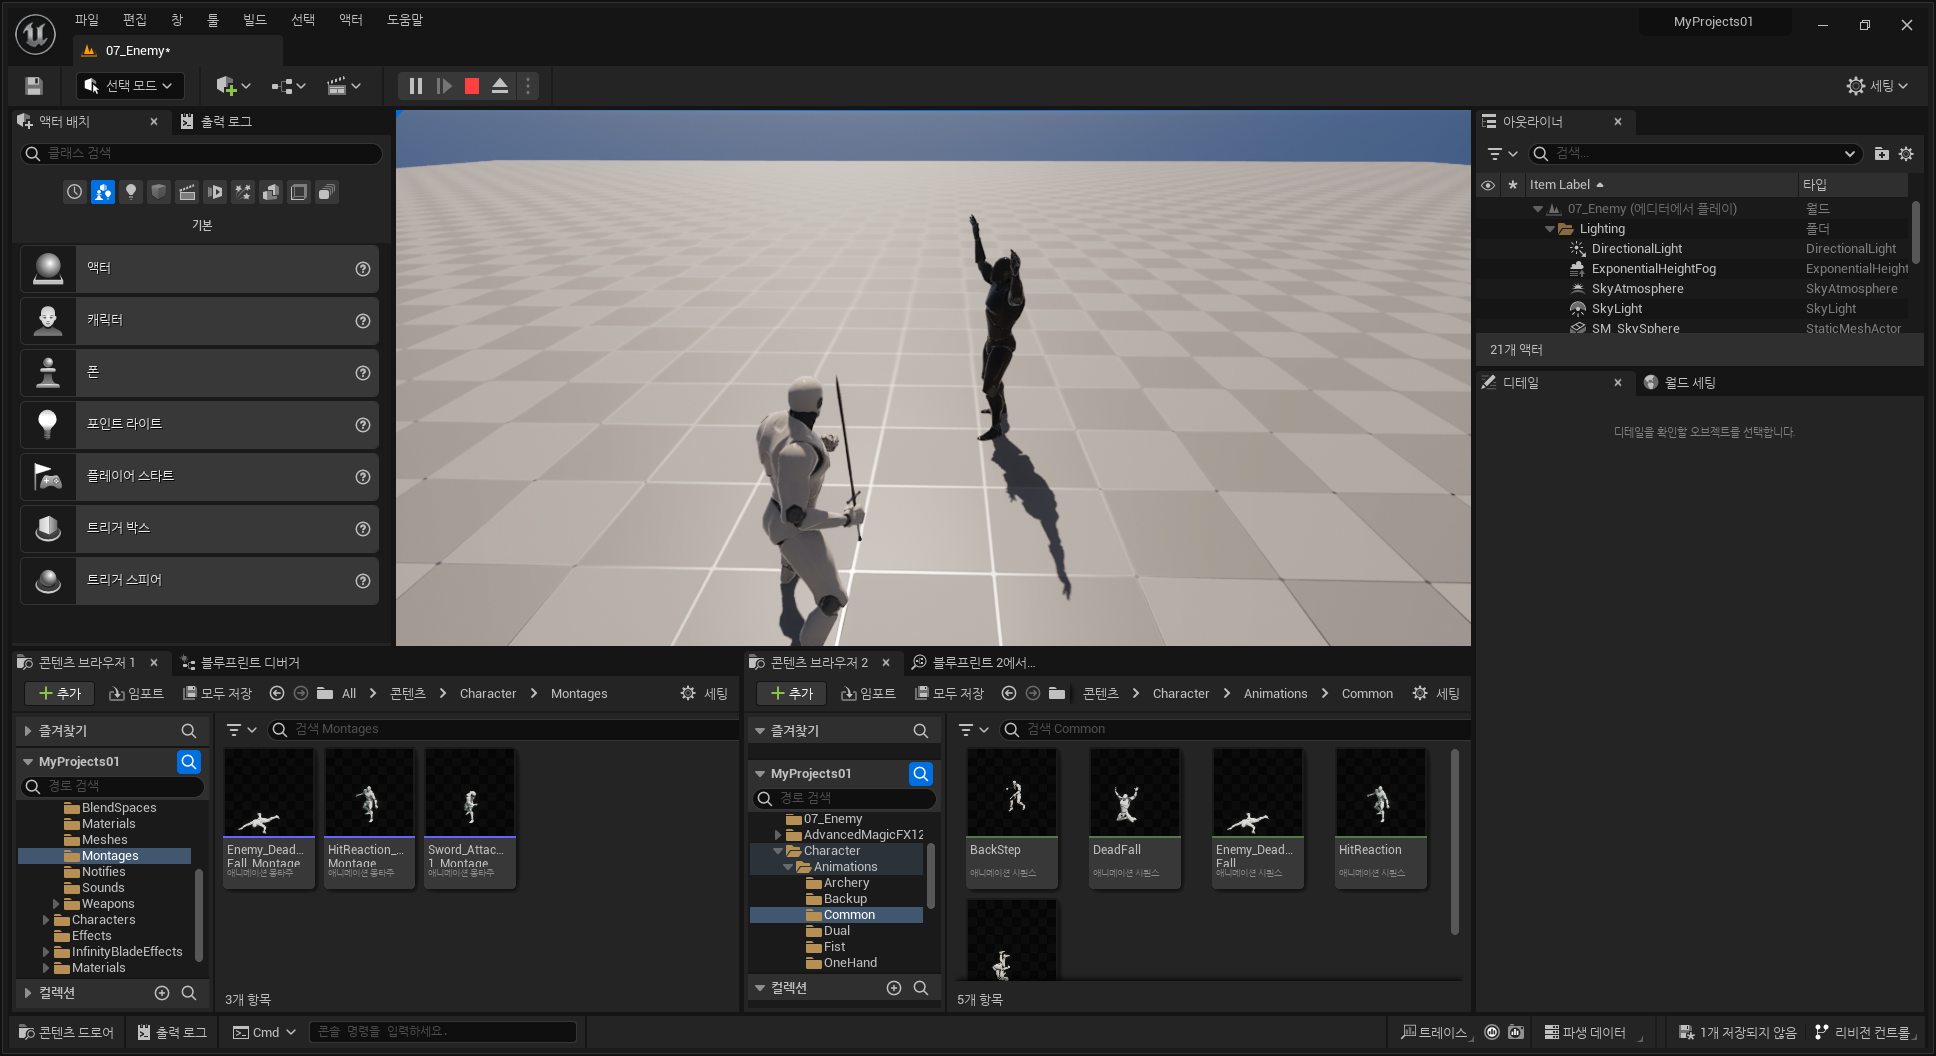 파일 편집 창 툴 빌드 선택 액터 도움말
MyProjects01
07_Enemy*
선택 모드
세팅
액터 배치
출력 로그
클래스 검색
기본
액터
캐릭터
폰
포인트 라이트
플레이어 스타트
트리거 박스
트리거 스피어
아웃라이너
검색...
Item Label
타입
07_Enemy (에디터에서 플레이) 월드
Lighting 폴더
DirectionalLight DirectionalLight
ExponentialHeightFog ExponentialHeight
SkyAtmosphere SkyAtmosphere
SkyLight SkyLight
SM_SkySphere StaticMeshActor
21개 액터
디테일
월드 세팅
디테일을 확인할 오브젝트를 선택합니다.
콘텐츠 브라우저 1
블루프린트 디버거
추가 임포트 모두 저장 All 콘텐츠 Character Montages 세팅
즐겨찾기
검색 Montages
MyProjects01
경로 검색
BlendSpaces
Materials
Meshes
Montages
Notifies
Sounds
Weapons
Characters
Effects
InfinityBladeEffects
Materials
컬렉션
Enemy_Dead...
Fall_Montage
애니메이션 몽타주
HitReaction_...
Montage
애니메이션 몽타주
Sword_Attac...
1_Montage
애니메이션 몽타주
3개 항목
콘텐츠 브라우저 2
블루프린트 2에서...
추가 임포트 모두 저장 콘텐츠 Character Animations Common 세팅
즐겨찾기
검색 Common
MyProjects01
경로 검색
07_Enemy
AdvancedMagicFX12
Character
Animations
Archery
Backup
Common
Dual
Fist
OneHand
컬렉션
BackStep
애니메이션 시퀀스
DeadFall
애니메이션 시퀀스
Enemy_Dead...
Fall
애니메이션 시퀀스
HitReaction
애니메이션 시퀀스
5개 항목
콘텐츠 드로어 출력 로그 Cmd 콘솔 명령을 입력하세요. 트레이스 파생 데이터 1개 저장되지 않음 리비전 컨트롤